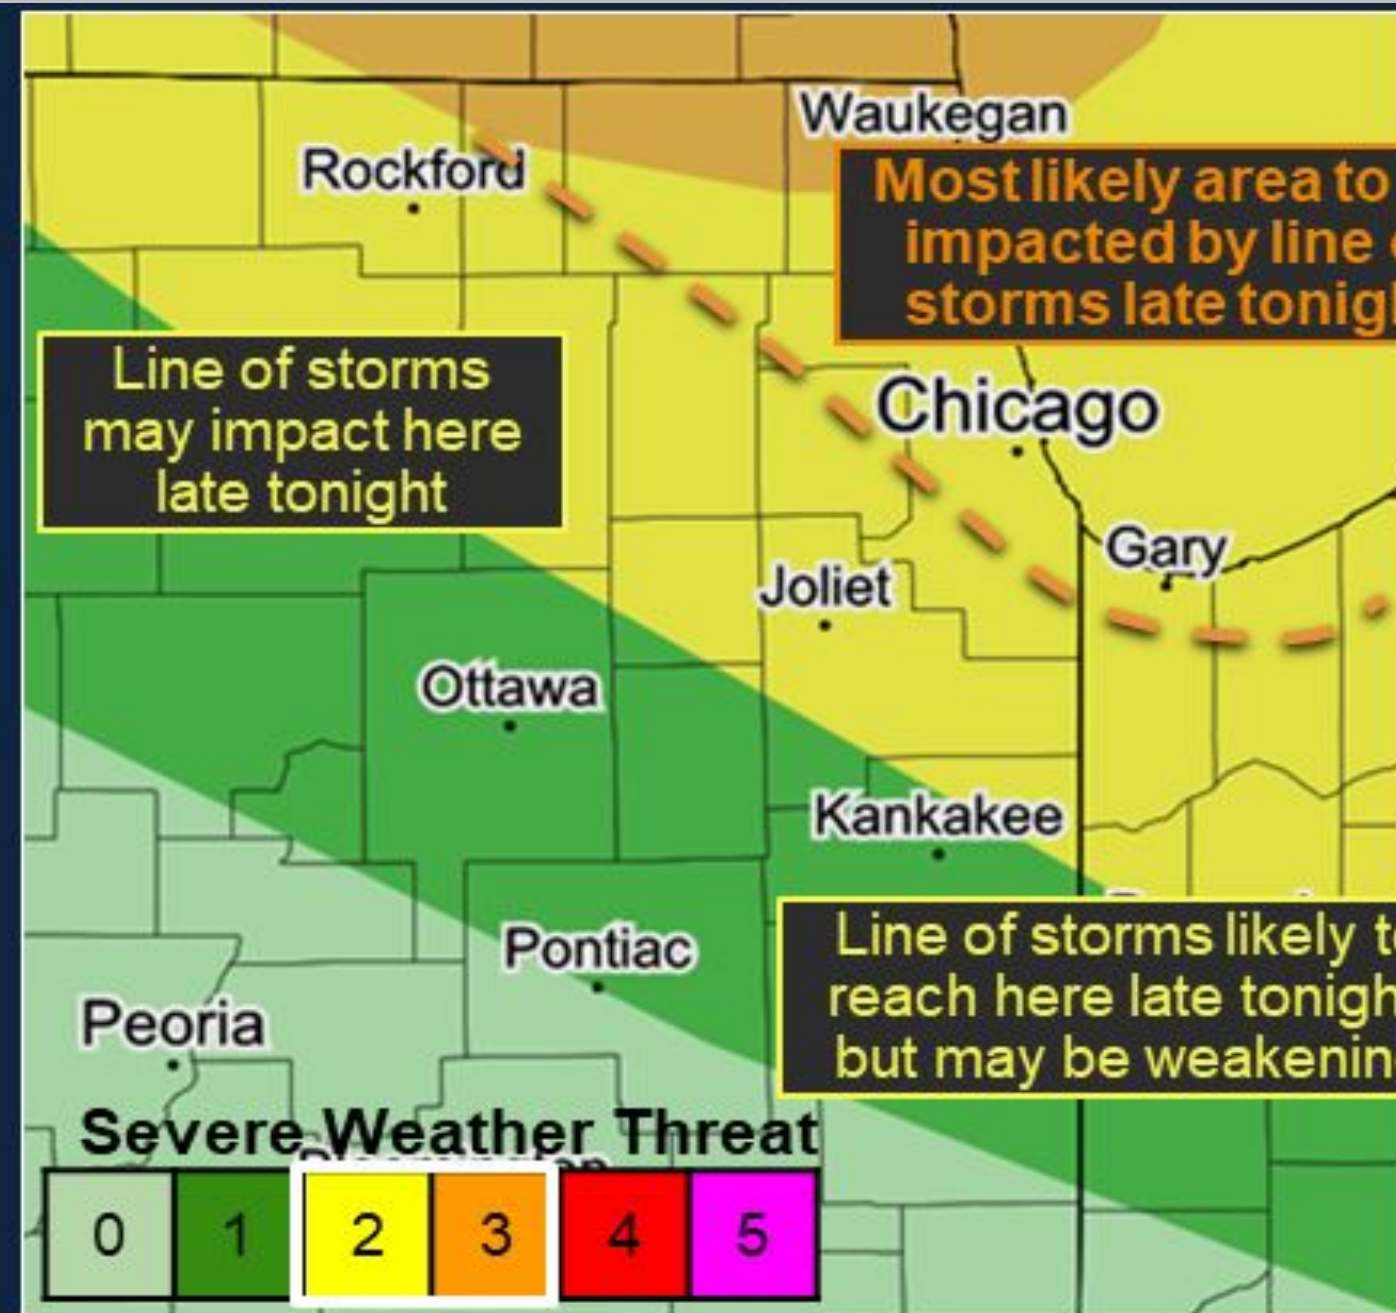 Waukegan
Rockford
Most likely area to
impacted by line
storms late tonig
Line of storms
may impact here
late tonight
Chicago
Gary
Joliet
Ottawa
Kankakee
Line of storms likely t
reach here late tonigh
but may be weakenin
Pontiac
Peoria
Severe Weather Threat
0 1 2 3 4 5